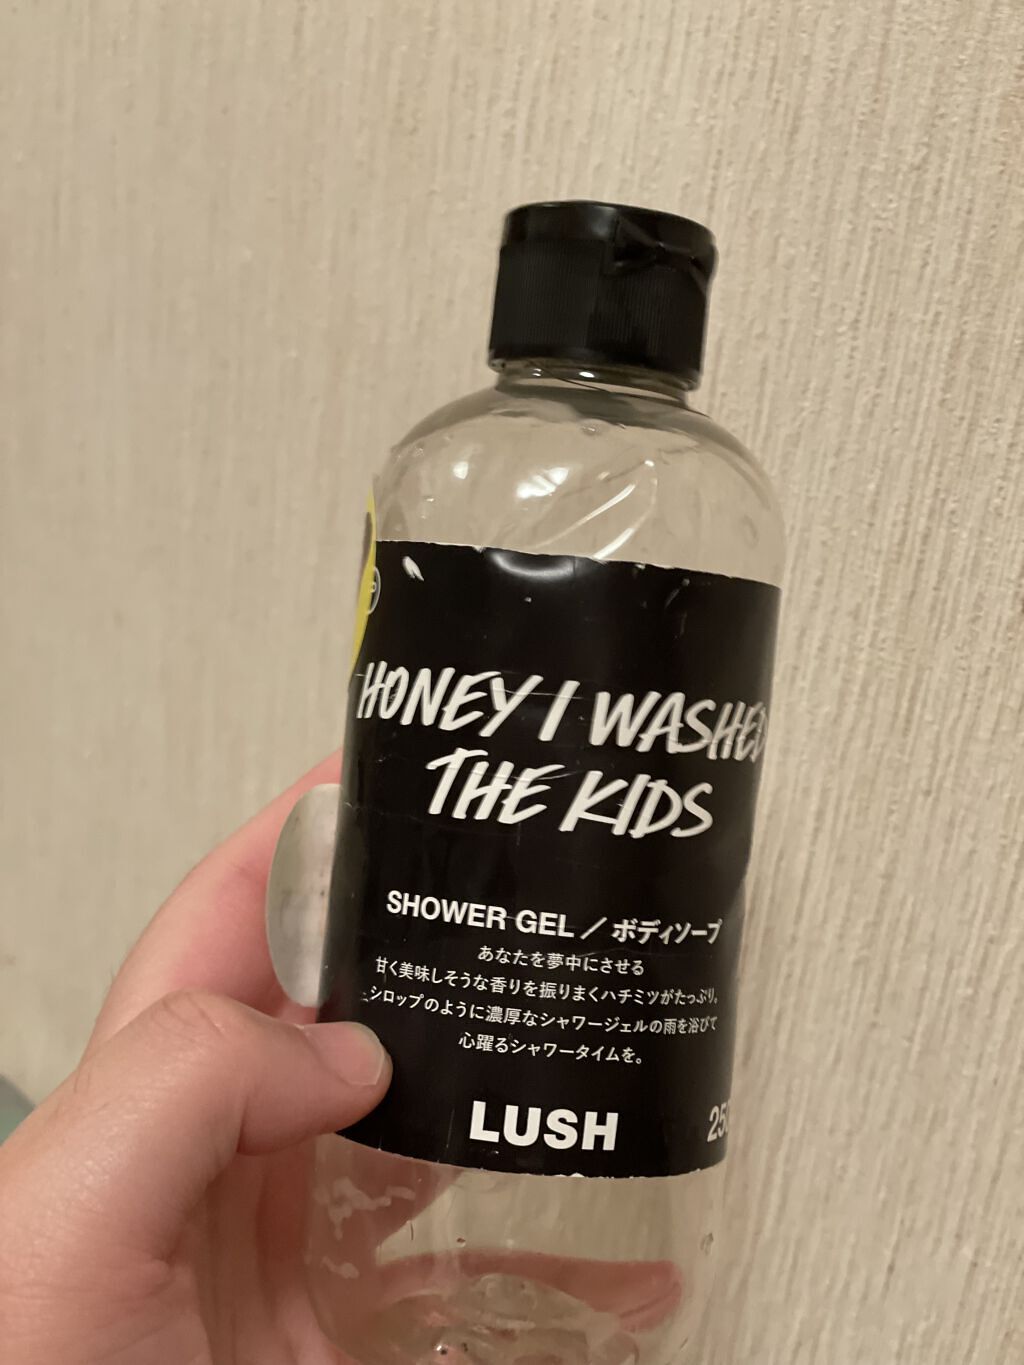 HONEY I WASHED
THE KIDS
SHOWER GEL／ボディソープ
あなたを夢中にさせる
甘く美味しそうな香りを振りまくハチミツがたっぷり。
シロップのように濃厚なシャワージェルの雨を浴びて
心躍るシャワータイムを。
LUSH